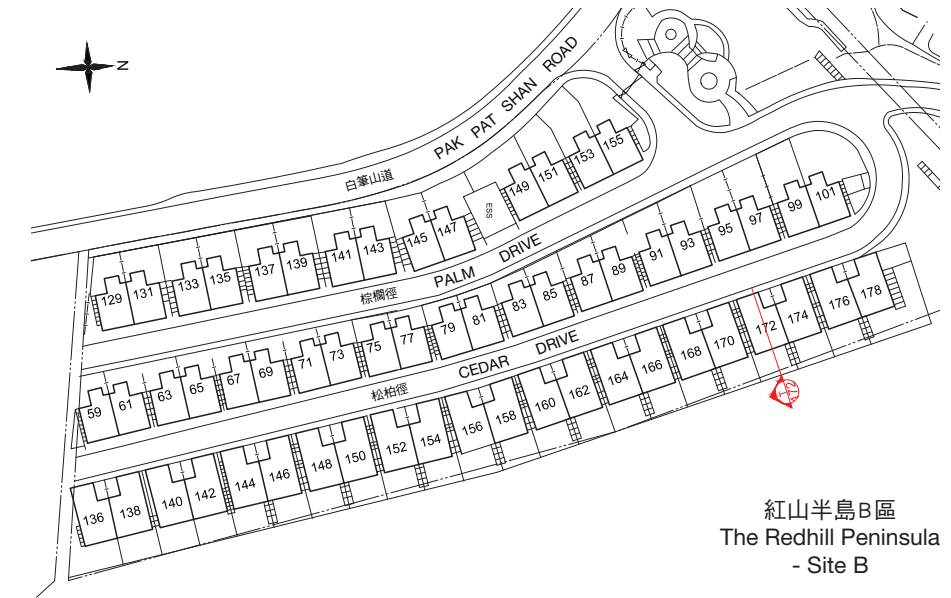 N
PAK PAT SHAN ROAD
白筆山道
149 151 153 155
ESS
129 131 133 135 137 139 141 143 145 147
PALM DRIVE
棕櫚徑
59 61 63 65 67 69 71 73 75 77 79 81 83 85 87 89 91 93 95 97 99 101
CEDAR DRIVE
松柏徑
136 138 140 142 144 146 148 150 152 154 156 158 160 162 164 166 168 170 172 174 176 178
紅山半島B區
The Redhill Peninsula
- Site B